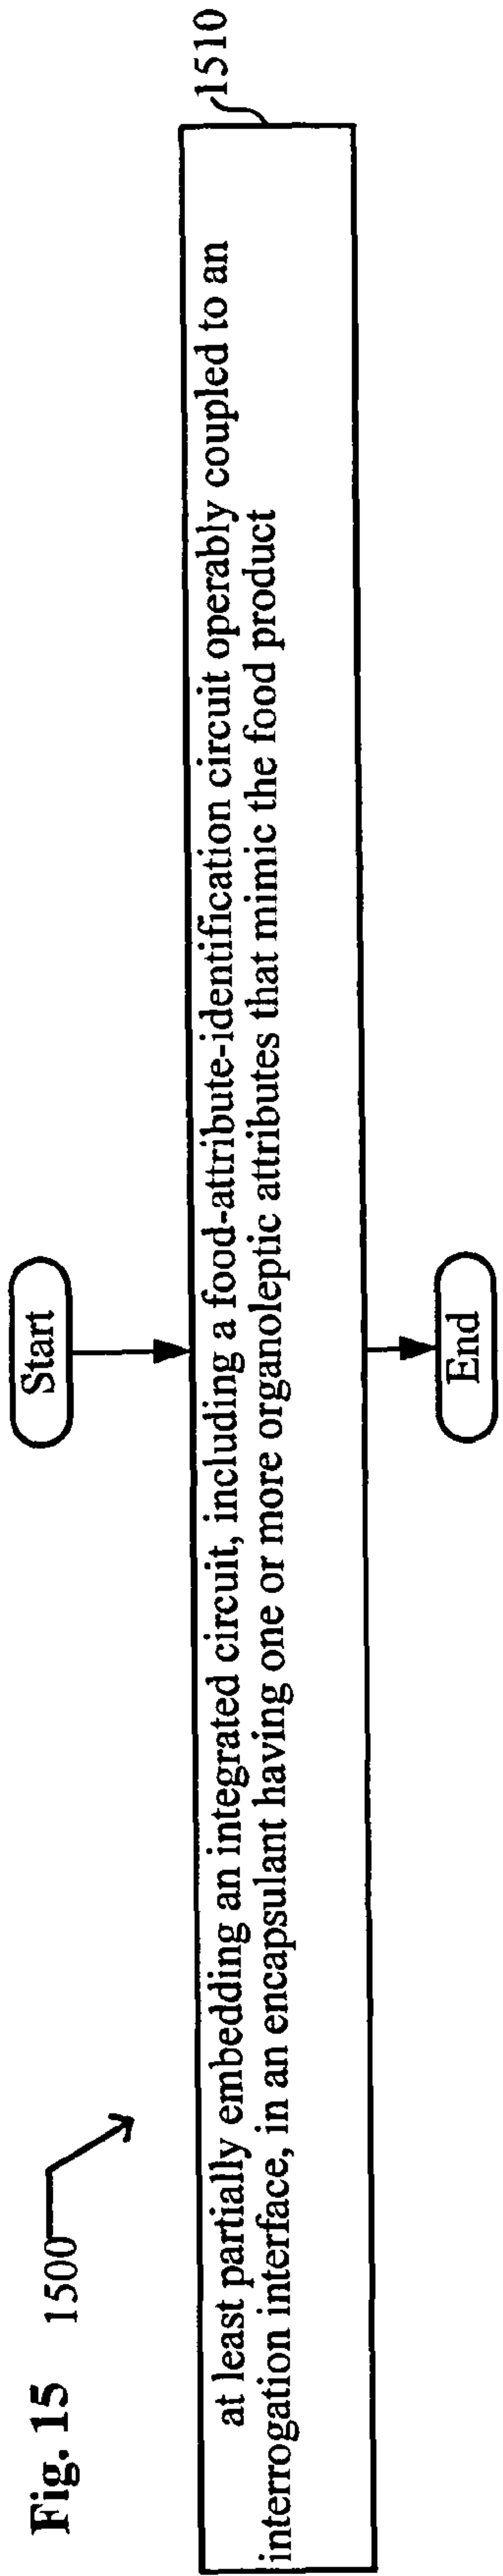 Fig. 15
1500
Start
1510
at least partially embedding an integrated circuit, including a food-attribute-identification circuit operably coupled to an
interrogation interface, in an encapsulant having one or more organoleptic attributes that mimic the food product
End